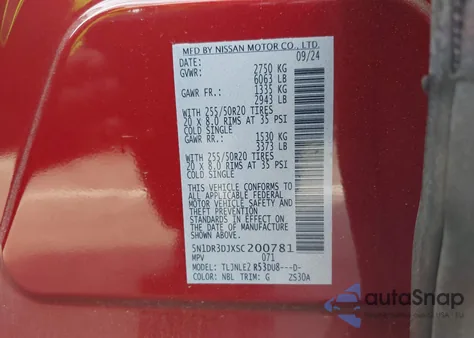 MFD BY NISSAN MOTOR CO., LTD.
DATE: 09/24
GVWR: 2750 KG
6063 LB
GAWR FR.: 1335 KG
2943 LB
WITH 255/50R20 TIRES
20 X 8.0 RIMS AT 35 PSI
COLD SINGLE
GAWR RR.: 1530 KG
3373 LB
WITH 255/50R20 TIRES
20 X 8.0 RIMS AT 35 PSI
COLD SINGLE
THIS VEHICLE CONFORMS TO
ALL APPLICABLE FEDERAL
MOTOR VEHICLE SAFETY AND
THEFT PREVENTION
STANDARDS IN EFFECT ON
THE DATE OF MANUFACTURE
SHOWN ABOVE.
5N1DR3DJXSC200781
MPV 071
MODEL: TLJNLE2 R53DU8---D-
COLOR: NBL TRIM: G ZS30A
autoSnap